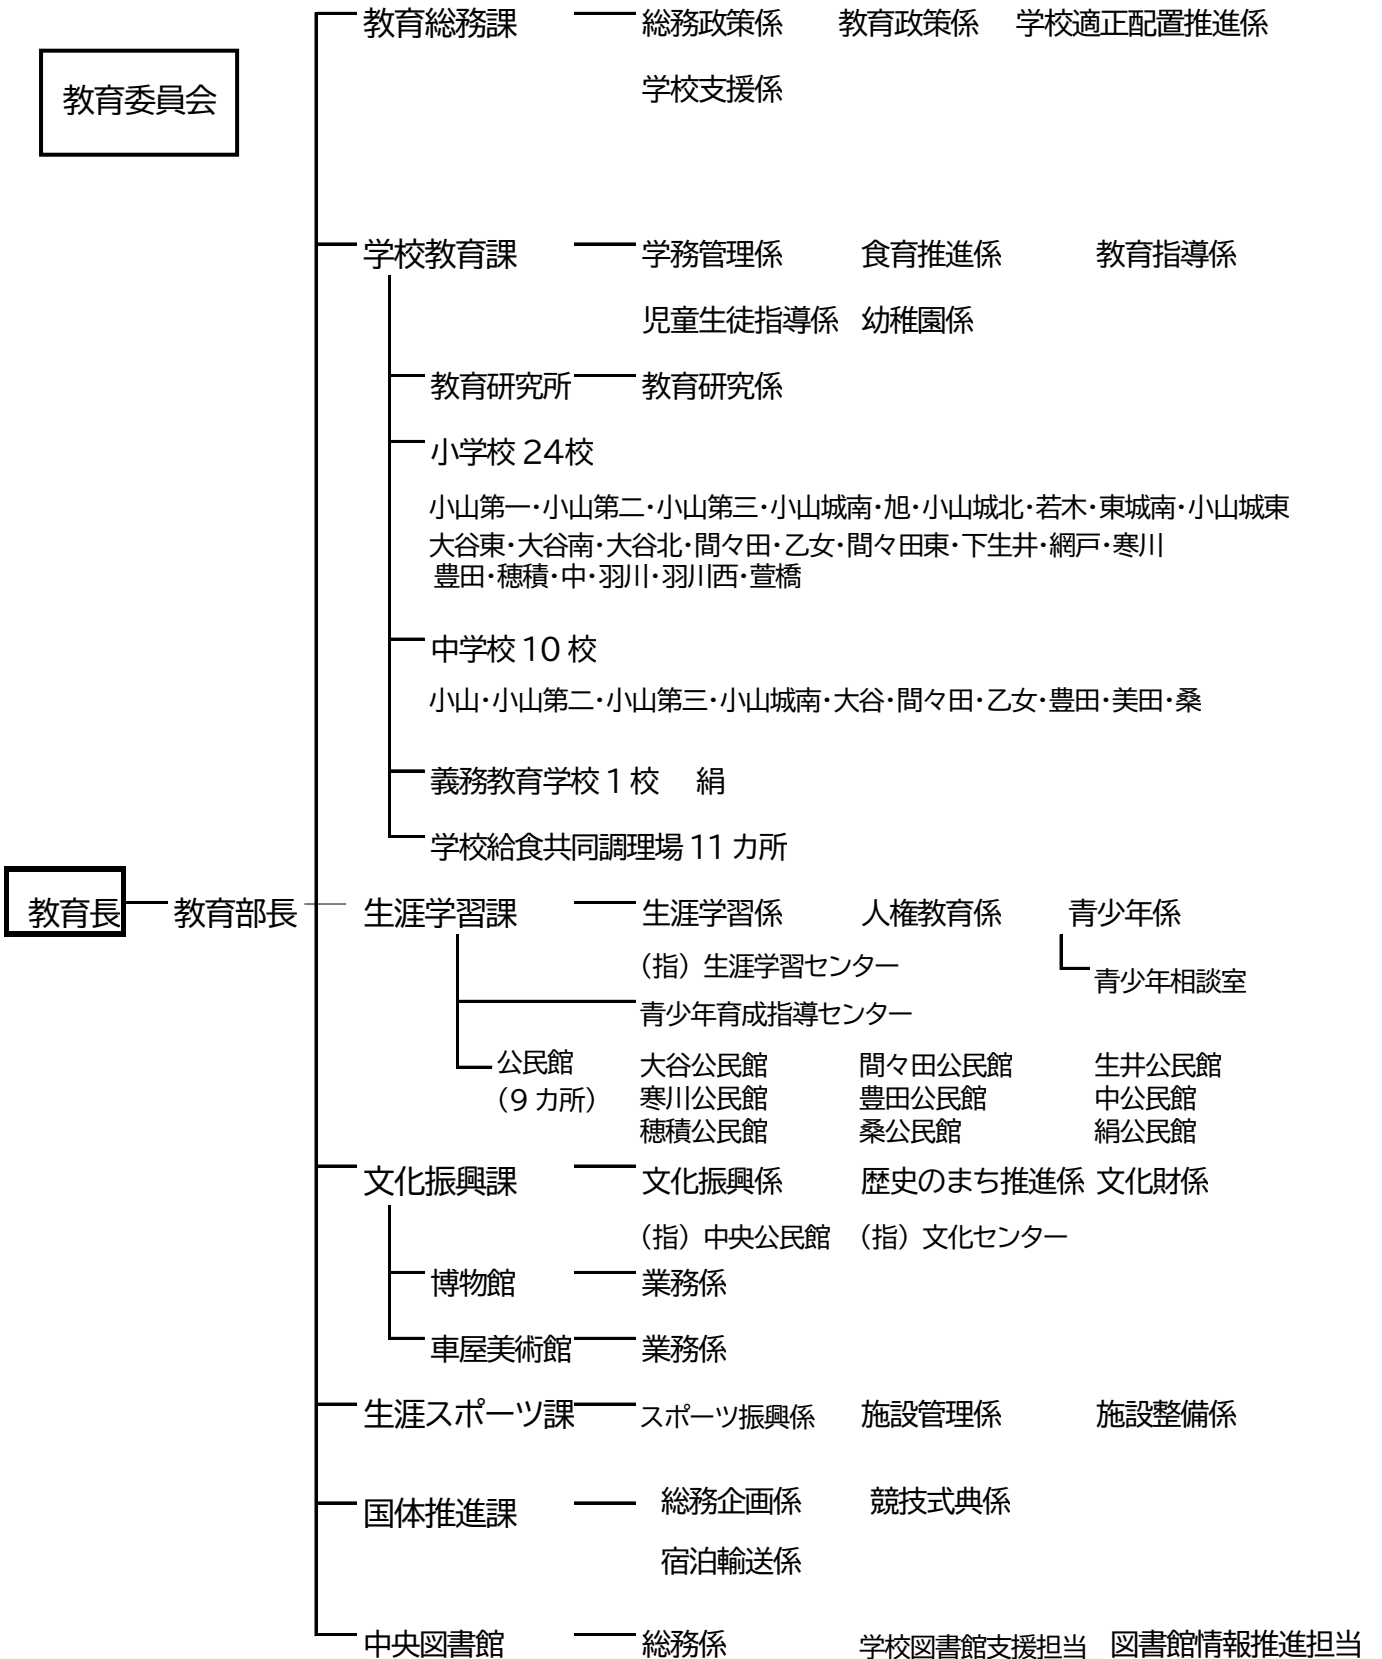 教育総務課 総務政策係 教育政策係 学校適正配置推進係
教育委員会
学校支援係
学校教育課 学務管理係 食育推進係 教育指導係
児童生徒指導係 幼稚園係
教育研究所 教育研究係
小学校 24校
小山第一・小山第二・小山第三・小山城南・旭・小山城北・若木・東城南・小山城東
大谷東・大谷南・大谷北・間々田・乙女・間々田東・下生井・網戸・寒川
豊田・穂積・中・羽川・羽川西・萱橋
中学校 10 校
小山・小山第二・小山第三・小山城南・大谷・間々田・乙女・豊田・美田・桑
義務教育学校 1 校 絹
学校給食共同調理場 11 カ所
教育長 教育部長 生涯学習課 生涯学習係 人権教育係 青少年係
（指）生涯学習センター
青少年相談室
青少年育成指導センター
公民館 大谷公民館 間々田公民館 生井公民館
（9 カ所） 寒川公民館 豊田公民館 中公民館
穂積公民館 桑公民館 絹公民館
文化振興課 文化振興係 歴史のまち推進係 文化財係
（指）中央公民館 （指）文化センター
博物館 業務係
車屋美術館 業務係
生涯スポーツ課 スポーツ振興係 施設管理係 施設整備係
国体推進課 総務企画係 競技式典係
宿泊輸送係
中央図書館 総務係 学校図書館支援担当 図書館情報推進担当